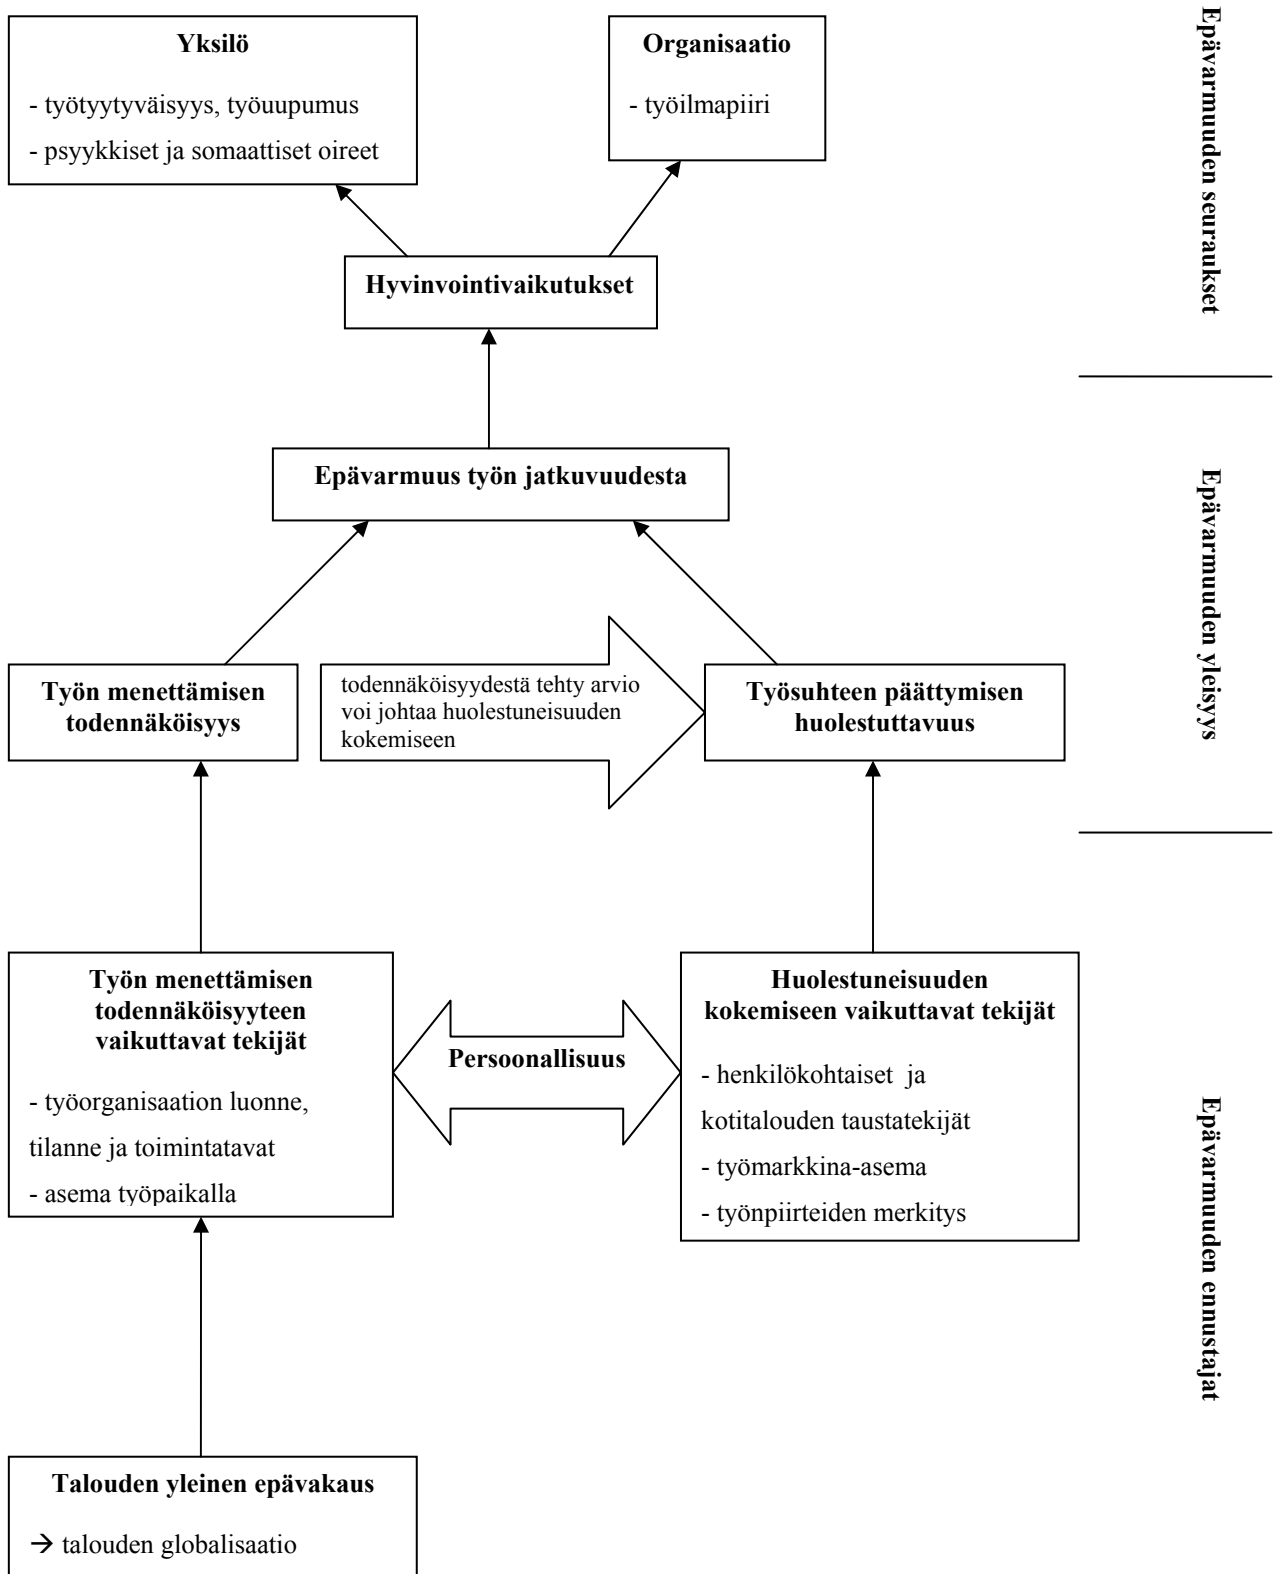 Yksilö
- työtyytyväisyys, työuupumus
- psyykkiset ja somaattiset oireet
Organisaatio
- työilmapiiri
Epävarmuuden seuraukset
Hyvinvointivaikutukset
Epävarmuus työn jatkuvuudesta
Epävarmuuden yleisyys
Työn menettämisen
todennäköisyys
todennäköisyydestä tehty arvio
voi johtaa huolestuneisuuden
kokemiseen
Työsuhteen päättymisen
huolestuttavuus
Työn menettämisen
todennäköisyyteen
vaikuttavat tekijät
- työorganisaation luonne,
tilanne ja toimintatavat
- asema työpaikalla
Persoonallisuus
Huolestuneisuuden
kokemiseen vaikuttavat tekijät
- henkilökohtaiset ja
kotitalouden taustatekijät
- työmarkkina-asema
- työnpiirteiden merkitys
Epävarmuuden ennustajat
Talouden yleinen epävakaus
→ talouden globalisaatio